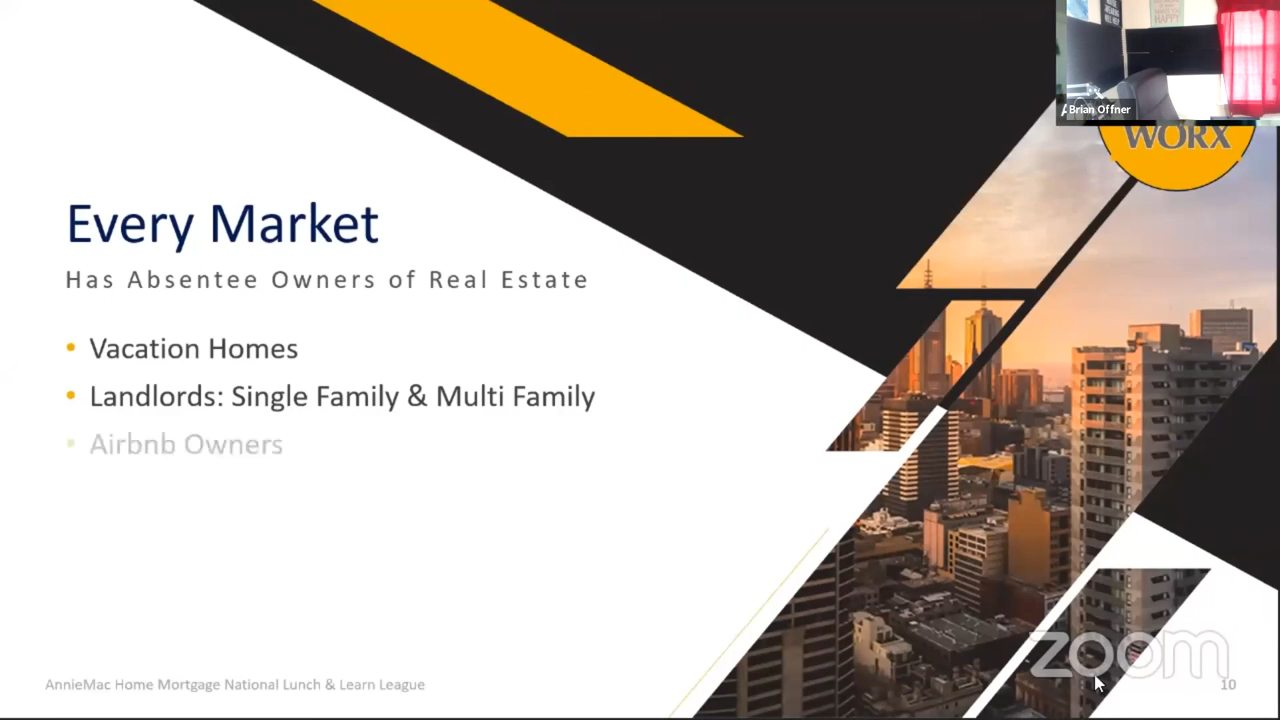 HAPPY
Brian Offner
WORX
Every Market
Has Absentee Owners of Real Estate
• Vacation Homes
• Landlords: Single Family & Multi Family
• Airbnb Owners
zoom
AnnieMac Home Mortgage National Lunch & Learn League
10